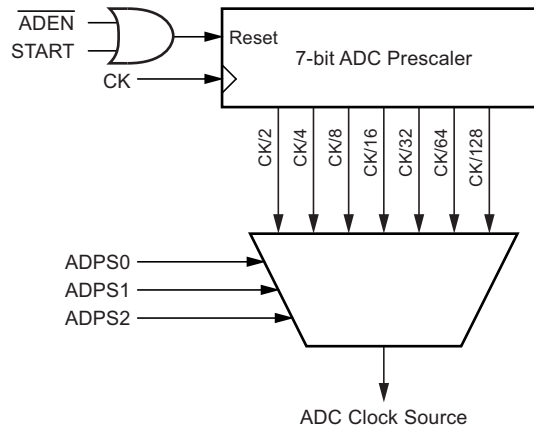 ADEN
START
Reset
7-bit ADC Prescaler
CK
CK/2
CK/4
CK/8
CK/16
CK/32
CK/64
CK/128
ADPS0
ADPS1
ADPS2
ADC Clock Source